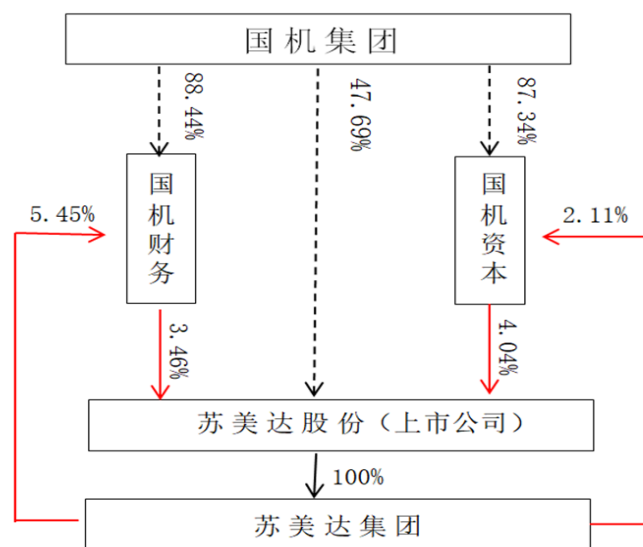 国机集团
88.44%
47.69%
87.34%
国机财务
国机资本
5.45%
2.11%
3.46%
4.04%
苏美达股份（上市公司）
100%
苏美达集团